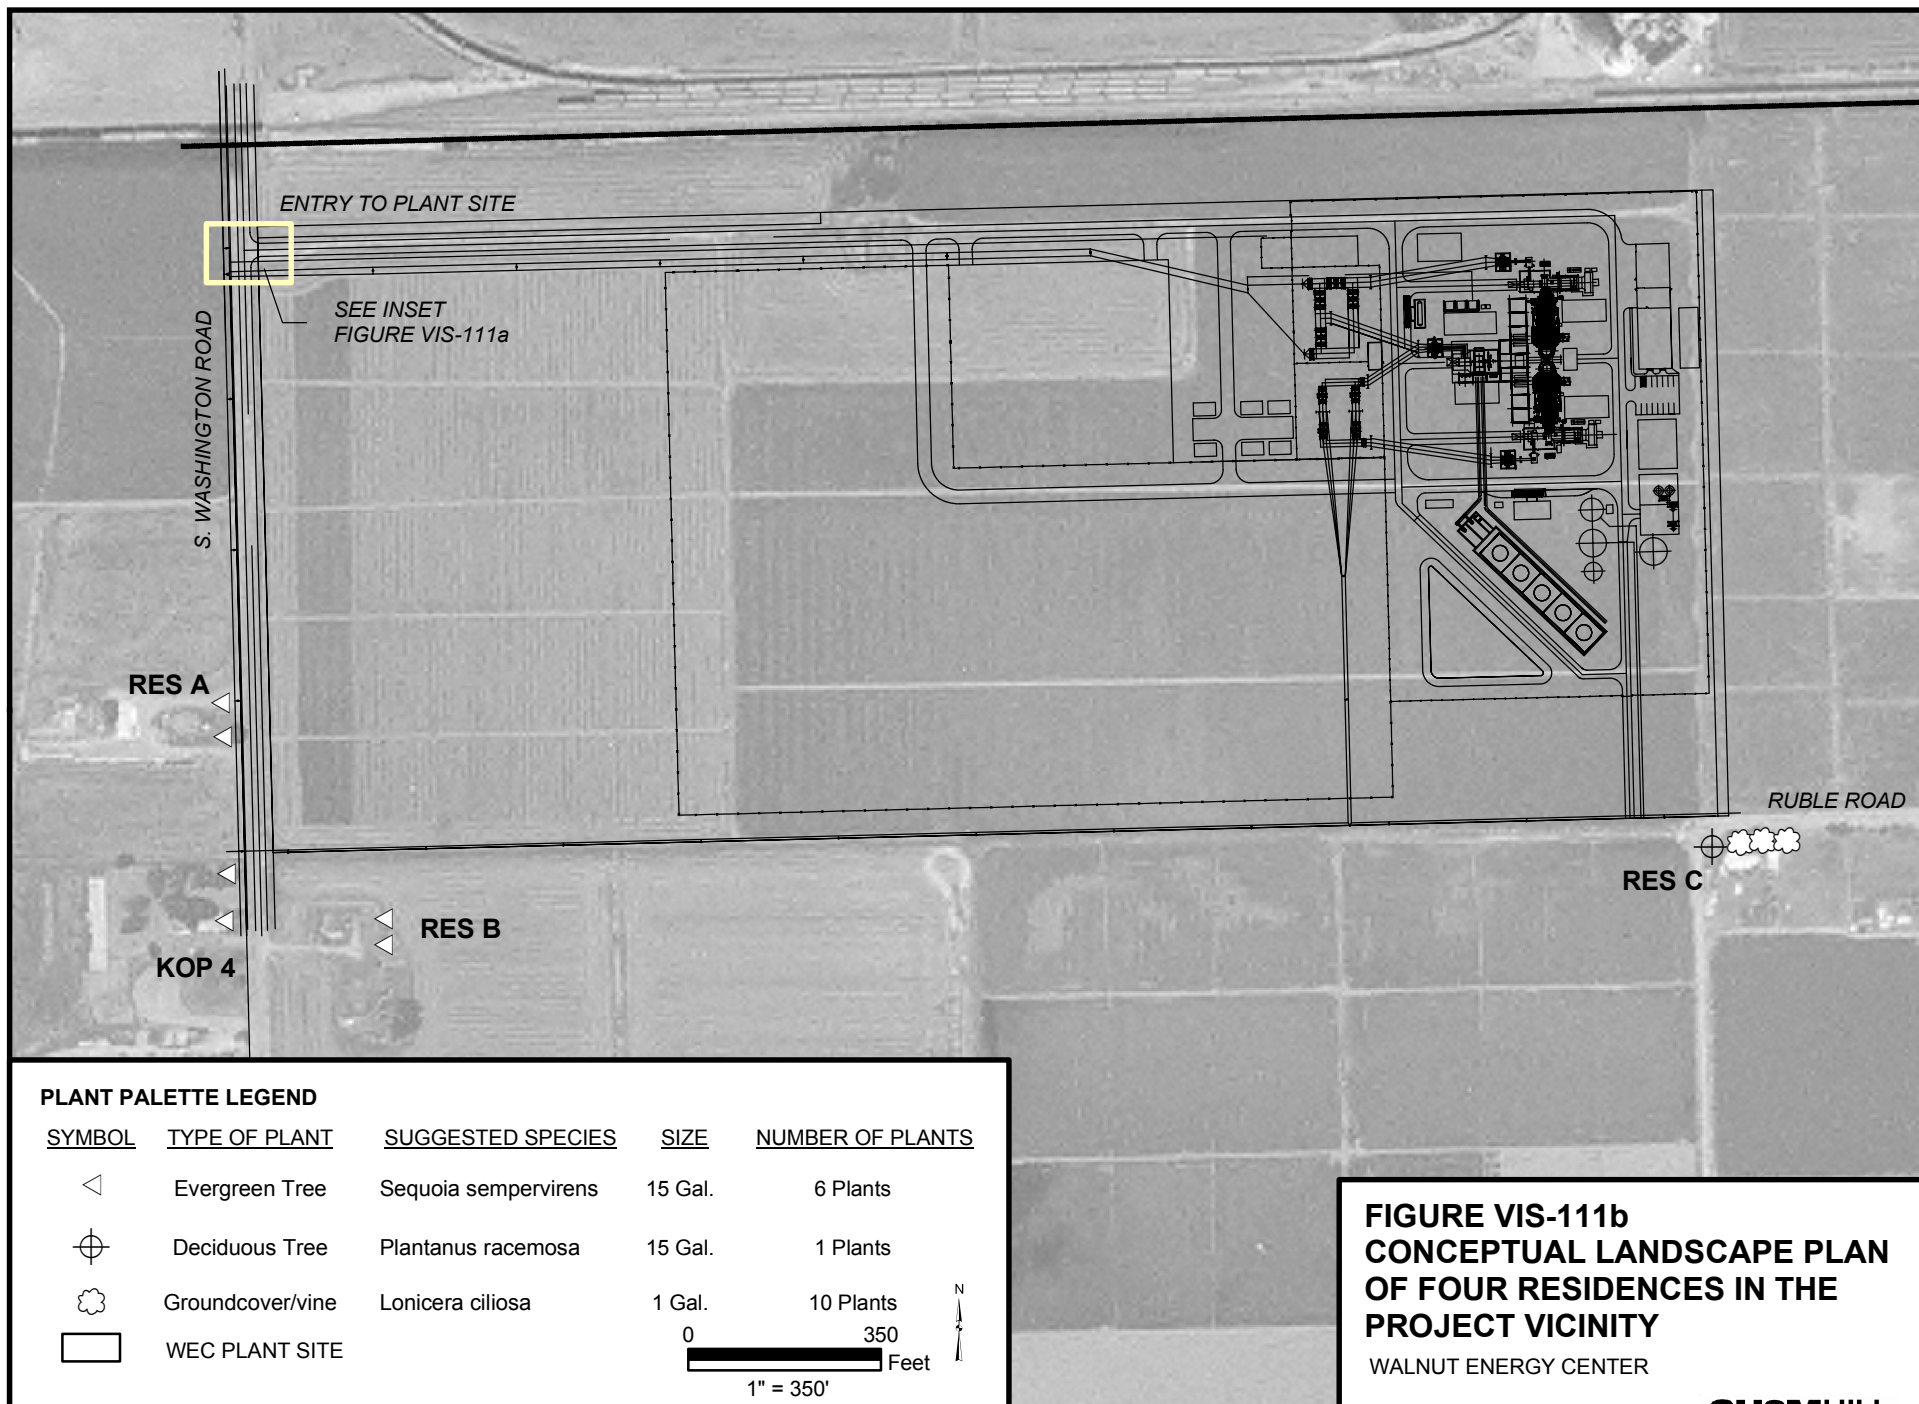 ENTRY TO PLANT SITE
SEE INSET
FIGURE VIS-111a
S. WASHINGTON ROAD
RES A
RUBLE ROAD
RES C
RES B
KOP 4
PLANT PALETTE LEGEND
SYMBOL TYPE OF PLANT SUGGESTED SPECIES SIZE NUMBER OF PLANTS
Evergreen Tree Sequoia sempervirens 15 Gal. 6 Plants
Deciduous Tree Plantanus racemosa 15 Gal. 1 Plants
Groundcover/vine Lonicera ciliosa 1 Gal. 10 Plants
WEC PLANT SITE
N
0 350
Feet
1" = 350'
FIGURE VIS-111b
CONCEPTUAL LANDSCAPE PLAN
OF FOUR RESIDENCES IN THE
PROJECT VICINITY
WALNUT ENERGY CENTER